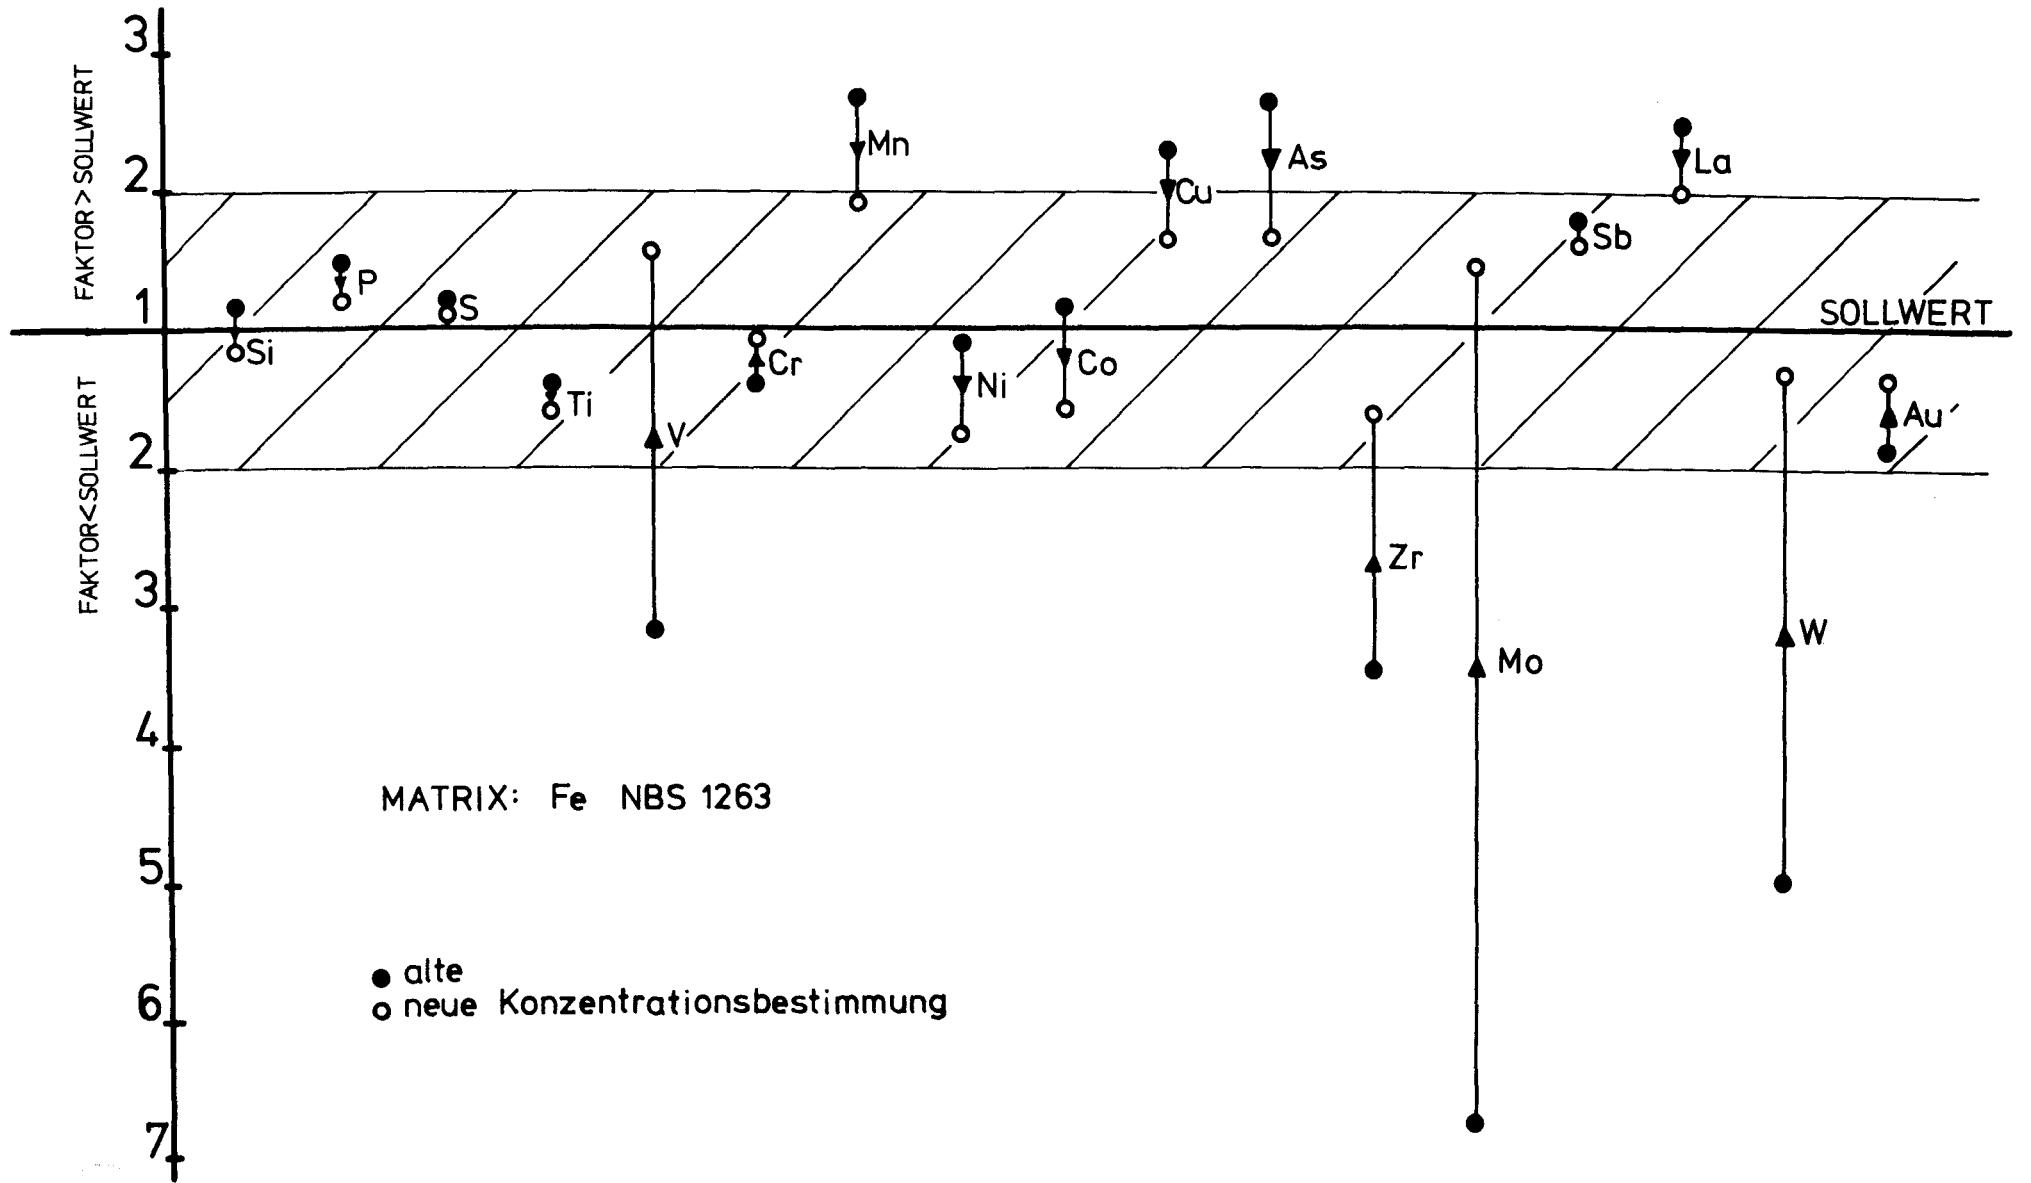 3
2
1
2
3
4
5
6
7
FAKTOR>SOLLWERT
FAKTOR<SOLLWERT
Si
P
S
Ti
V
Cr
Mn
Ni
Co
Cu
As
Zr
Mo
Sb
La
W
Au
SOLLWERT
MATRIX: Fe NBS 1263
alte
neue Konzentrationsbestimmung